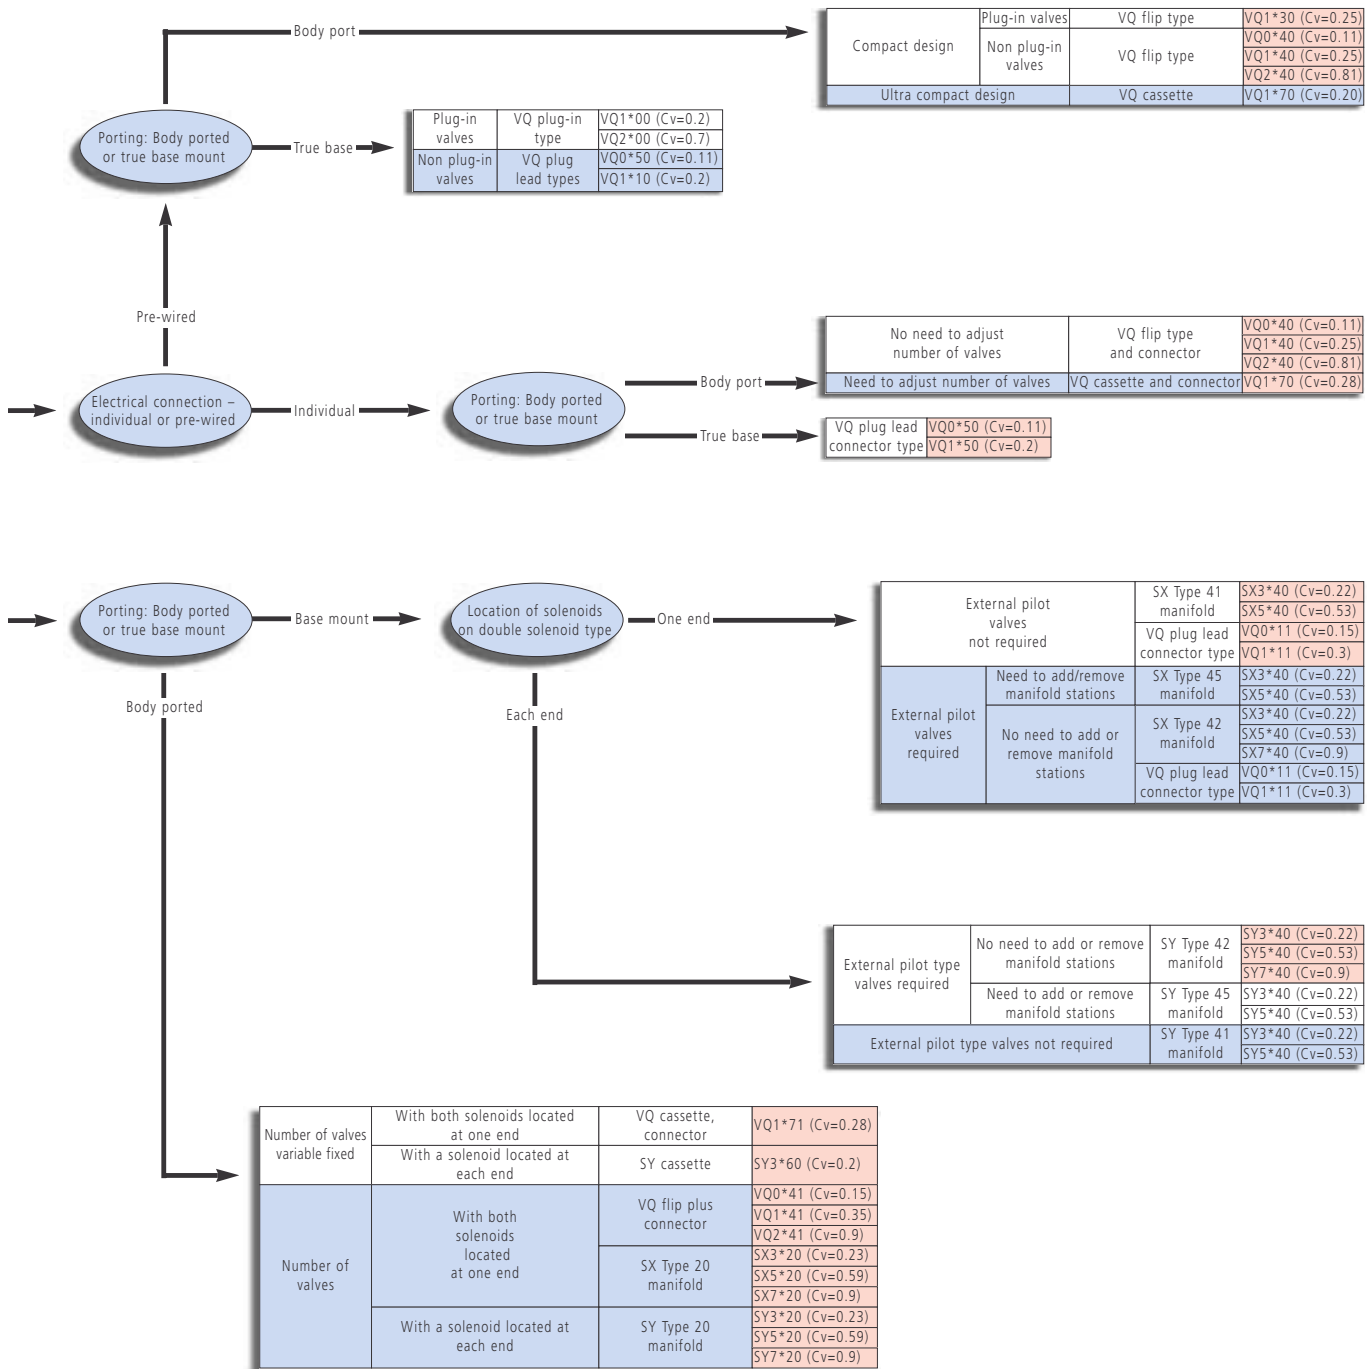 Body port
Compact design
Plug-in valves
VQ flip type
VQ1*30 (Cv=0.25)
Non plug-in
valves
VQ flip type
VQ0*40 (Cv=0.11)
VQ1*40 (Cv=0.25)
VQ2*40 (Cv=0.81)
Ultra compact design
VQ cassette
VQ1*70 (Cv=0.20)
Porting: Body ported
or true base mount
True base
Plug-in
valves
VQ plug-in
type
VQ1*00 (Cv=0.2)
VQ2*00 (Cv=0.7)
Non plug-in
valves
VQ plug
lead types
VQ0*50 (Cv=0.11)
VQ1*10 (Cv=0.2)
Pre-wired
Electrical connection –
individual or pre-wired
Individual
Porting: Body ported
or true base mount
Body port
No need to adjust
number of valves
VQ flip type
and connector
VQ0*40 (Cv=0.11)
VQ1*40 (Cv=0.25)
VQ2*40 (Cv=0.81)
Need to adjust number of valves
VQ cassette and connector
VQ1*70 (Cv=0.28)
True base
VQ plug lead
connector type
VQ0*50 (Cv=0.11)
VQ1*50 (Cv=0.2)
Porting: Body ported
or true base mount
Base mount
Location of solenoids
on double solenoid type
One end
External pilot
valves
not required
SX Type 41
manifold
SX3*40 (Cv=0.22)
SX5*40 (Cv=0.53)
VQ plug lead
connector type
VQ0*11 (Cv=0.15)
VQ1*11 (Cv=0.3)
External pilot
valves
required
Need to add/remove
manifold stations
SX Type 45
manifold
SX3*40 (Cv=0.22)
SX5*40 (Cv=0.53)
No need to add or
remove manifold
stations
SX Type 42
manifold
SX3*40 (Cv=0.22)
SX5*40 (Cv=0.53)
SX7*40 (Cv=0.9)
VQ plug lead
connector type
VQ0*11 (Cv=0.15)
VQ1*11 (Cv=0.3)
Body ported
Each end
External pilot type
valves required
No need to add or remove
manifold stations
SY Type 42
manifold
SY3*40 (Cv=0.22)
SY5*40 (Cv=0.53)
SY7*40 (Cv=0.9)
Need to add or remove
manifold stations
SY Type 45
manifold
SY3*40 (Cv=0.22)
SY5*40 (Cv=0.53)
External pilot type valves not required
SY Type 41
manifold
SY3*40 (Cv=0.22)
SY5*40 (Cv=0.53)
Number of valves
variable fixed
With both solenoids located
at one end
VQ cassette,
connector
VQ1*71 (Cv=0.28)
With a solenoid located at
each end
SY cassette
SY3*60 (Cv=0.2)
Number of
valves
With both
solenoids
located
at one end
VQ flip plus
connector
VQ0*41 (Cv=0.15)
VQ1*41 (Cv=0.35)
VQ2*41 (Cv=0.9)
SX Type 20
manifold
SX3*20 (Cv=0.23)
SX5*20 (Cv=0.59)
SX7*20 (Cv=0.9)
With a solenoid located at
each end
SY Type 20
manifold
SY3*20 (Cv=0.23)
SY5*20 (Cv=0.59)
SY7*20 (Cv=0.9)